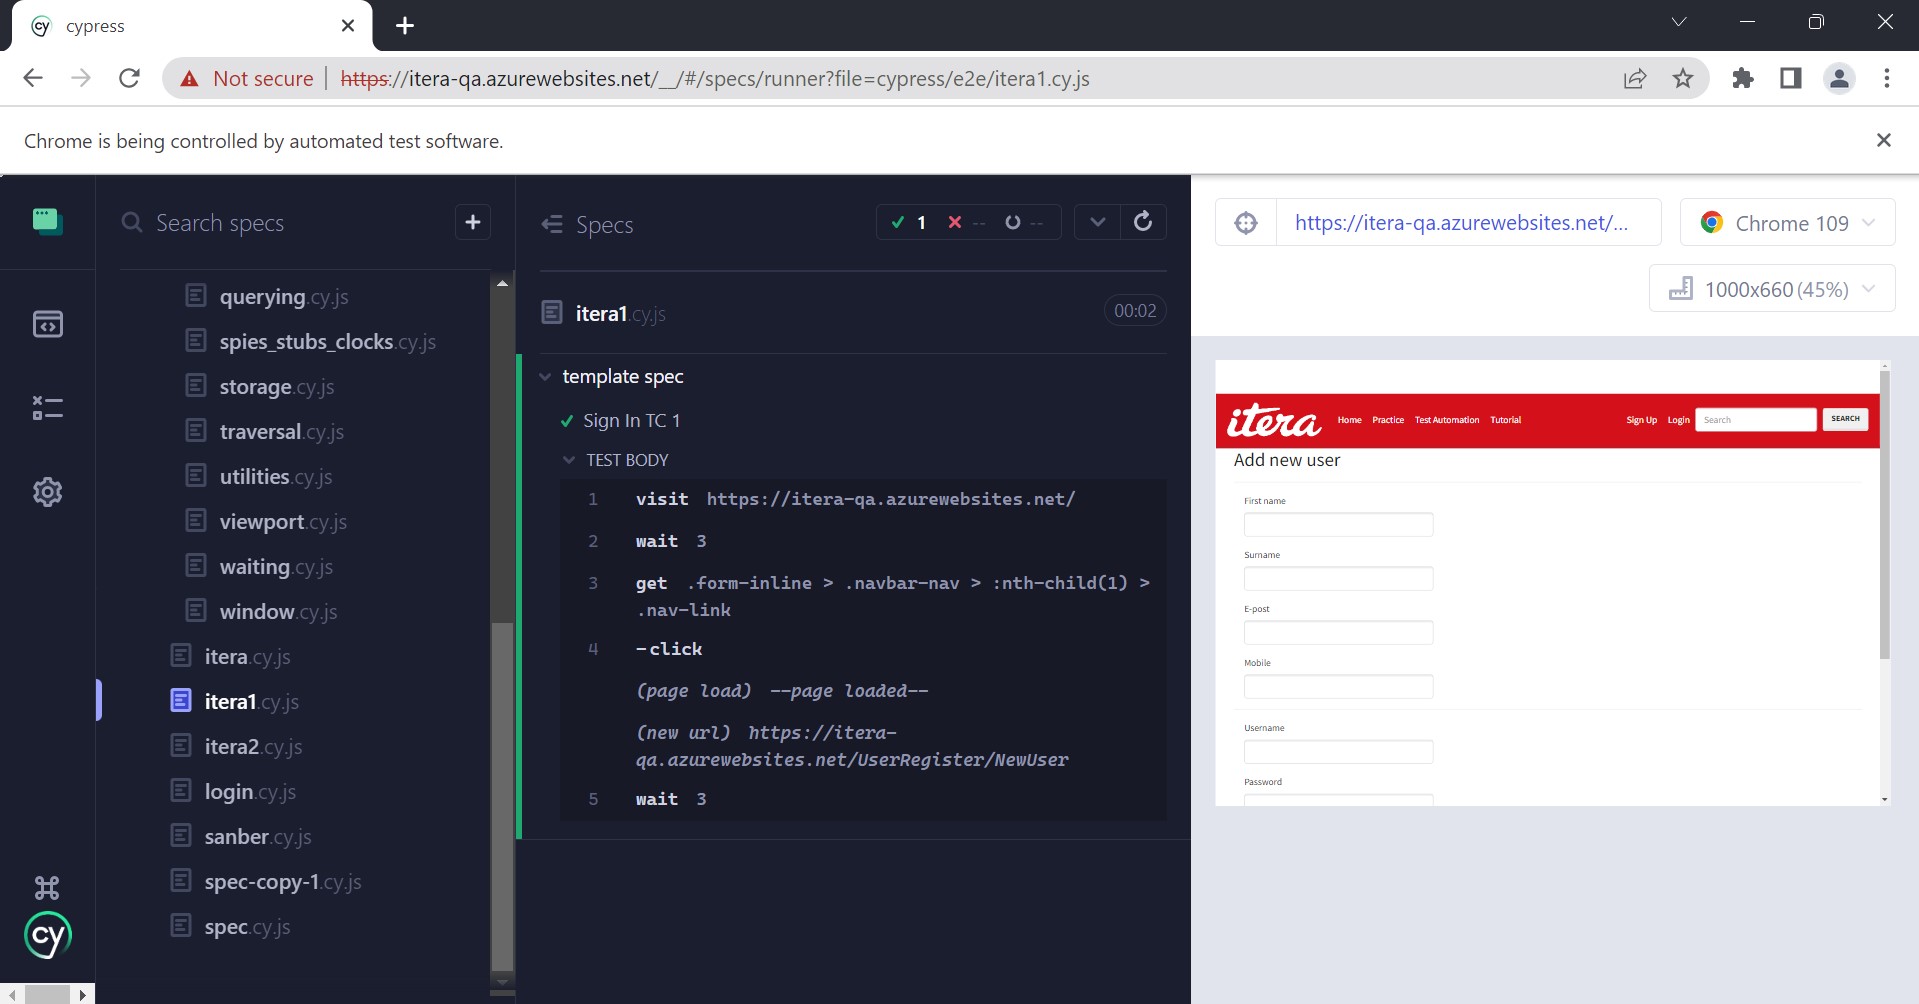 cy cypress
Not secure https://itera-qa.azurewebsites.net/__/#/specs/runner?file=cypress/e2e/itera1.cy.js
Chrome is being controlled by automated test software.
Search specs
+
querying.cy.js
spies_stubs_clocks.cy.js
storage.cy.js
traversal.cy.js
utilities.cy.js
viewport.cy.js
waiting.cy.js
window.cy.js
itera.cy.js
itera1.cy.js
itera2.cy.js
login.cy.js
sanber.cy.js
spec-copy-1.cy.js
spec.cy.js
cy
Specs
1 -- --
itera1.cy.js 00:02
template spec
Sign In TC 1
TEST BODY
1 visit https://itera-qa.azurewebsites.net/
2 wait 3
3 get .form-inline > .navbar-nav > :nth-child(1) >
.nav-link
4 -click
(page load) --page loaded--
(new url) https://itera-
qa.azurewebsites.net/UserRegister/NewUser
5 wait 3
https://itera-qa.azurewebsites.net/...
Chrome 109
1000x660 (45%)
itera Home Practice Test Automation Tutorial Sign Up Login Search SEARCH
Add new user
First name
Surname
E-post
Mobile
Username
Password